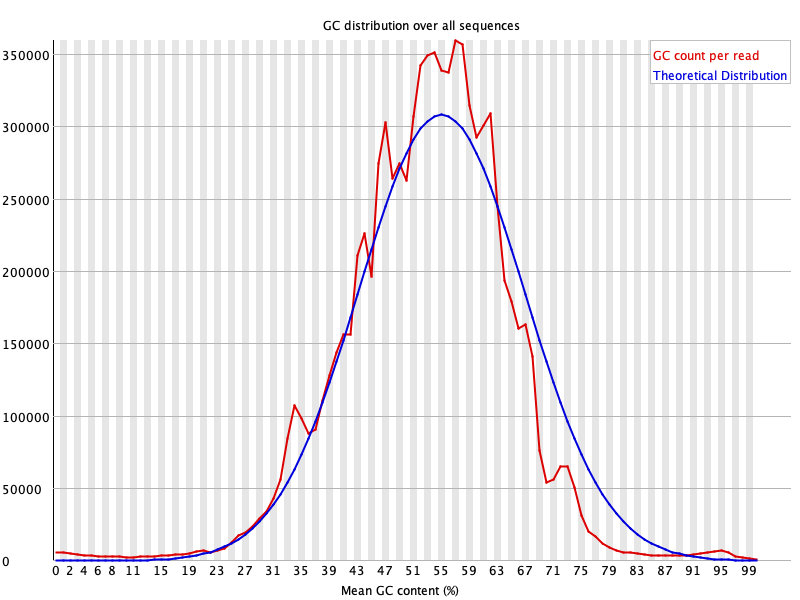 GC distribution over all sequences
GC count per read
Theoretical Distribution
350000
300000
250000
200000
150000
100000
50000
0
0 2 4 6 8 11 15 19 23 27 31 35 39 43 47 51 55 59 63 67 71 75 79 83 87 91 95 99
Mean GC content (%)